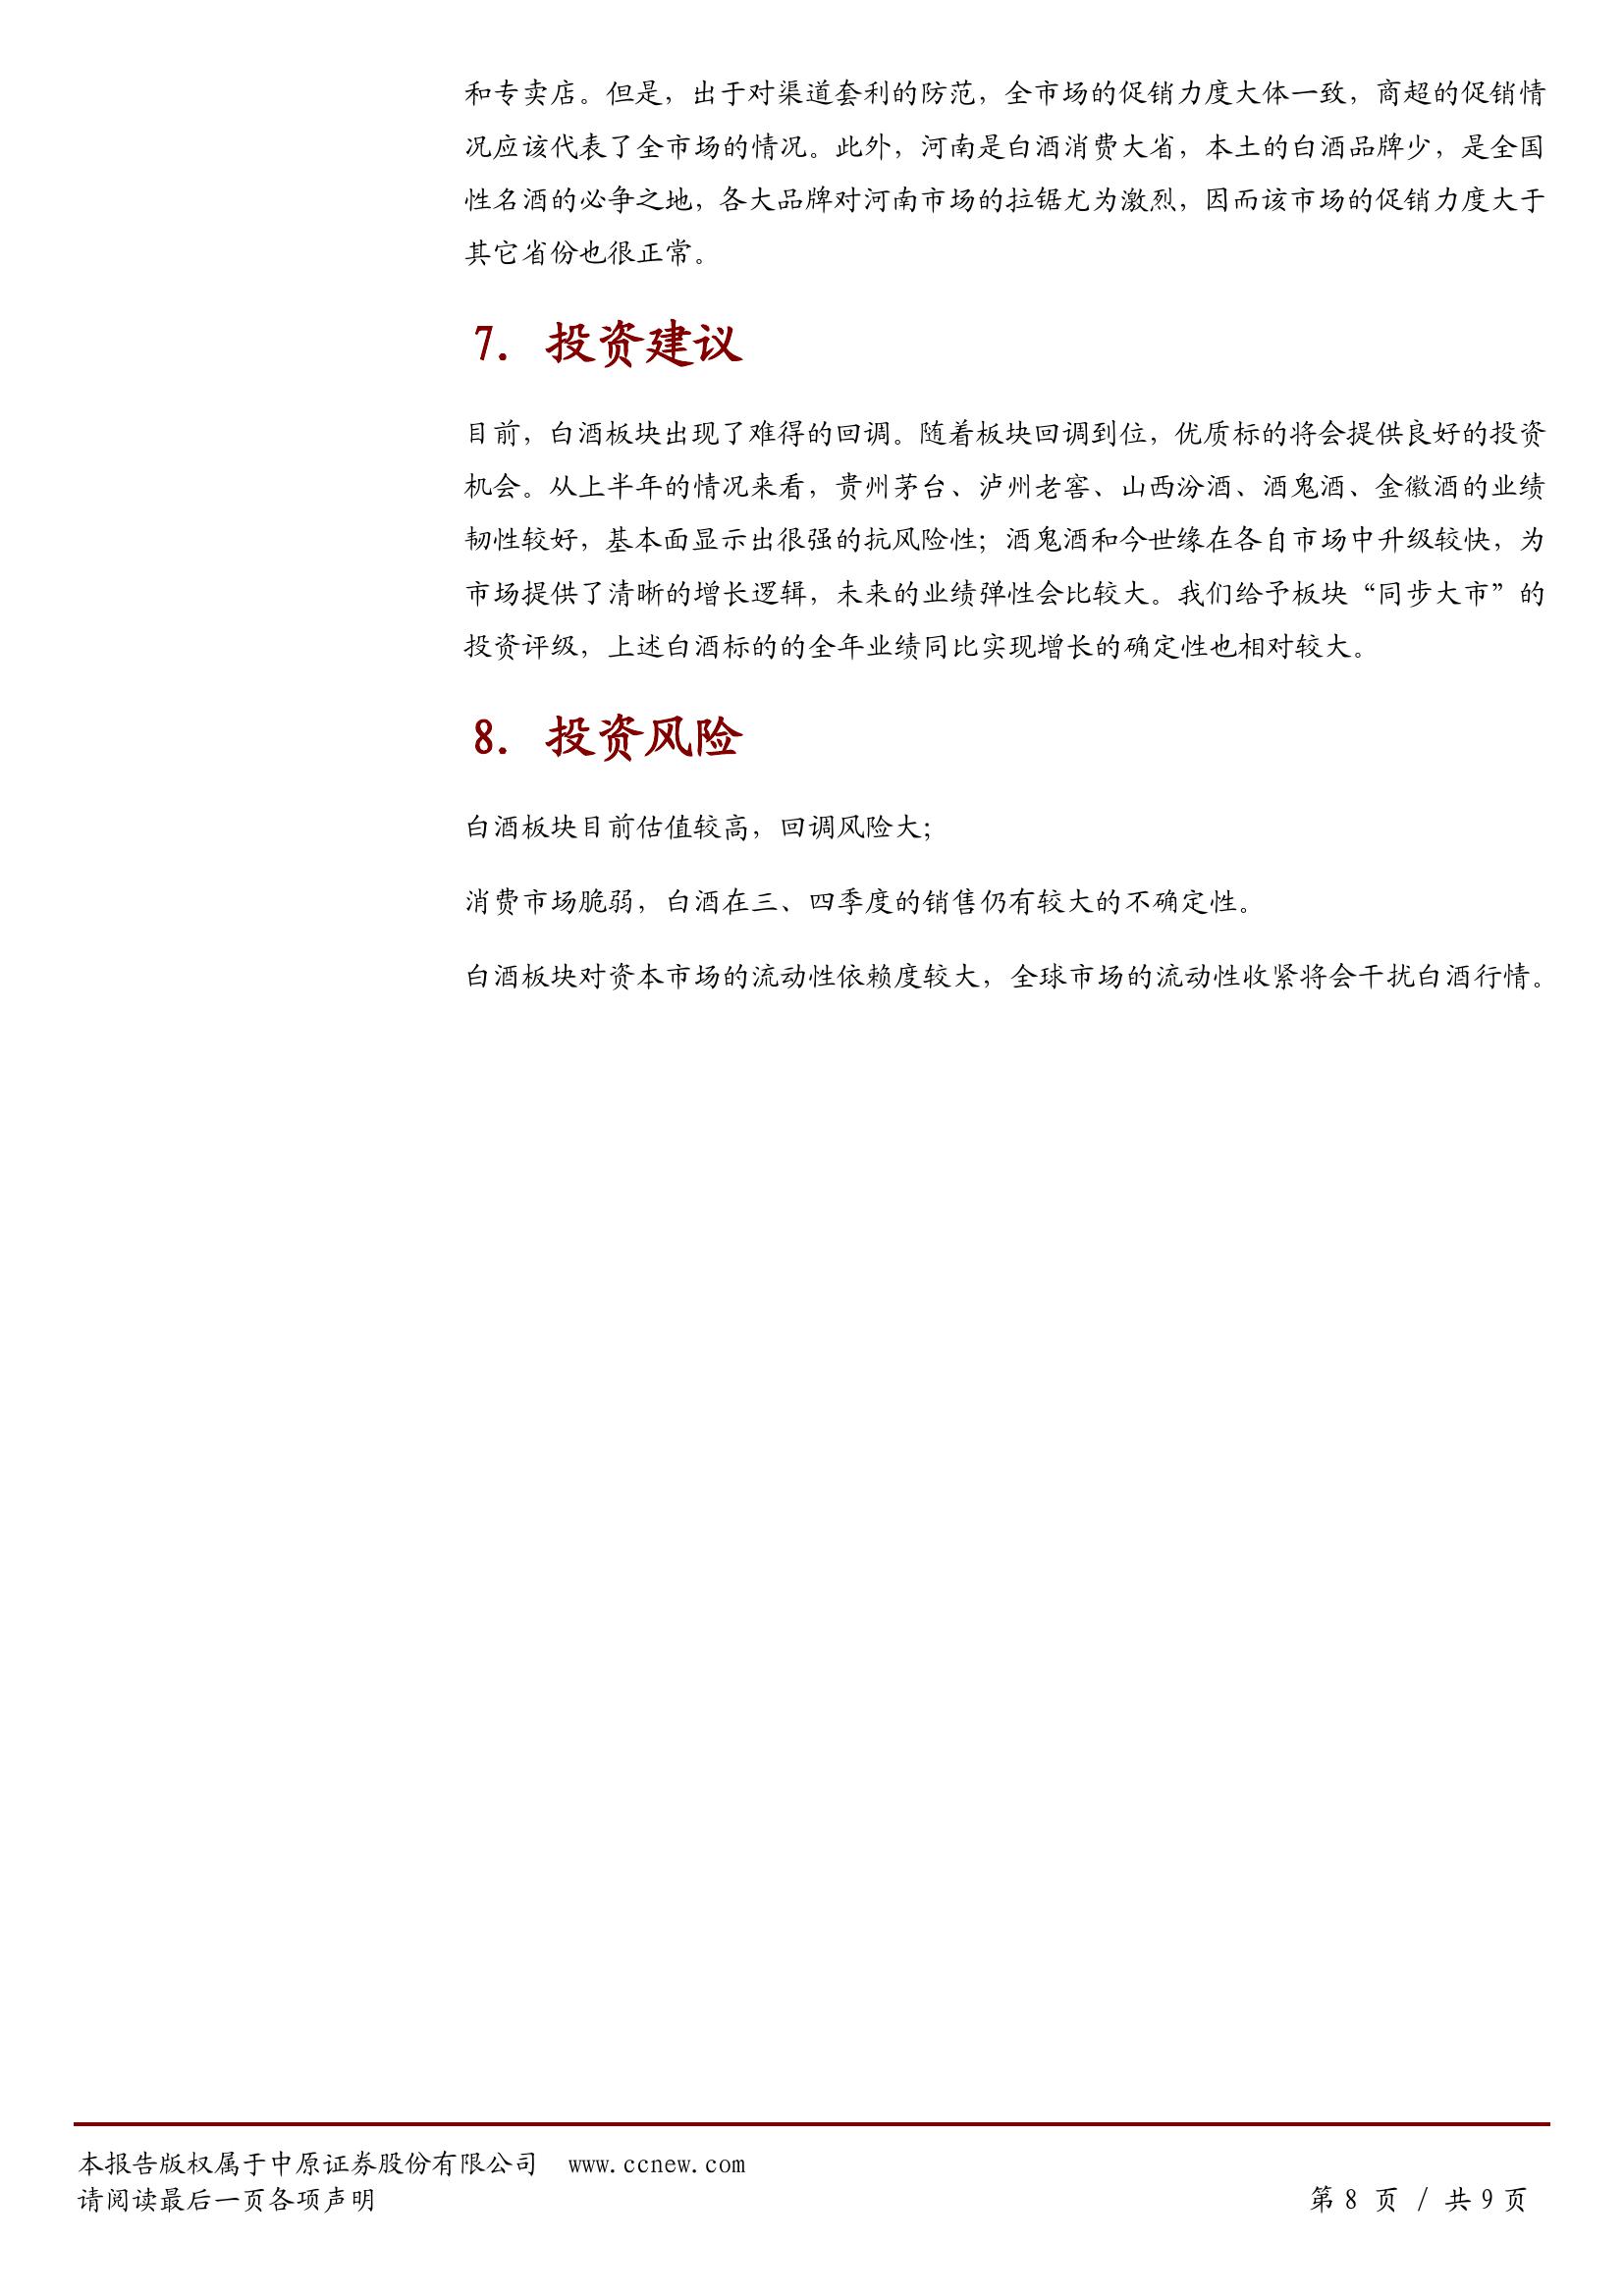 和专卖店。但是，出于对渠道套利的防范，全市场的促销力度大体一致，商超的促销情
况应该代表了全市场的情况。此外，河南是白酒消费大省，本土的白酒品牌少，是全国
性名酒的必争之地，各大品牌对河南市场的拉锯尤为激烈，因而该市场的促销力度大于
其它省份也很正常。
7. 投资建议
目前，白酒板块出现了难得的回调。随着板块回调到位，优质标的将会提供良好的投资
机会。从上半年的情况来看，贵州茅台、泸州老窖、山西汾酒、酒鬼酒、金徽酒的业绩
韧性较好，基本面显示出很强的抗风险性；酒鬼酒和今世缘在各自市场中升级较快，为
市场提供了清晰的增长逻辑，未来的业绩弹性会比较大。我们给予板块“同步大市”的
投资评级，上述白酒标的的全年业绩同比实现增长的确定性也相对较大。
8. 投资风险
白酒板块目前估值较高，回调风险大；
消费市场脆弱，白酒在三、四季度的销售仍有较大的不确定性。
白酒板块对资本市场的流动性依赖度较大，全球市场的流动性收紧将会干扰白酒行情。
本报告版权属于中原证券股份有限公司 www.ccnew.com
请阅读最后一页各项声明
第 8 页 / 共 9 页